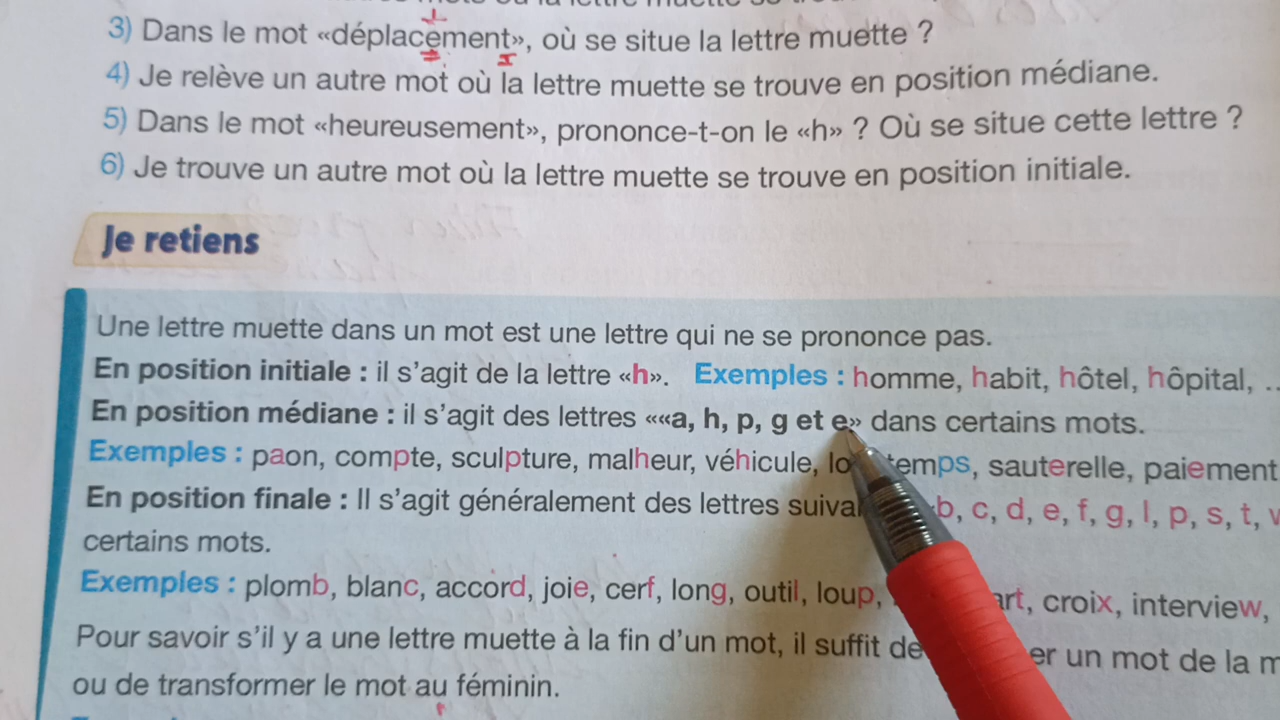 3) Dans le mot «déplacement», où se situe la lettre muette ?
4) Je relève un autre mot où la lettre muette se trouve en position médiane.
5) Dans le mot «heureusement», prononce-t-on le «h» ? Où se situe cette lettre ?
6) Je trouve un autre mot où la lettre muette se trouve en position initiale.
Je retiens
Une lettre muette dans un mot est une lettre qui ne se prononce pas.
En position initiale : il s’agit de la lettre «h». Exemples : homme, habit, hôtel, hôpital, ..
En position médiane : il s’agit des lettres ««a, h, p, g et e» dans certains mots.
Exemples : paon, compte, sculpture, malheur, véhicule, temps, sauterelle, paiement
En position finale : Il s’agit généralement des lettres b, c, d, e, f, g, l, p, s, t,
certains mots.
Exemples : plomb, blanc, accord, joie, cerf, long, outil, loup, croix, interview,
Pour savoir s’il y a une lettre muette à la fin d’un mot, il suffit de un mot de la
ou de transformer le mot au féminin.